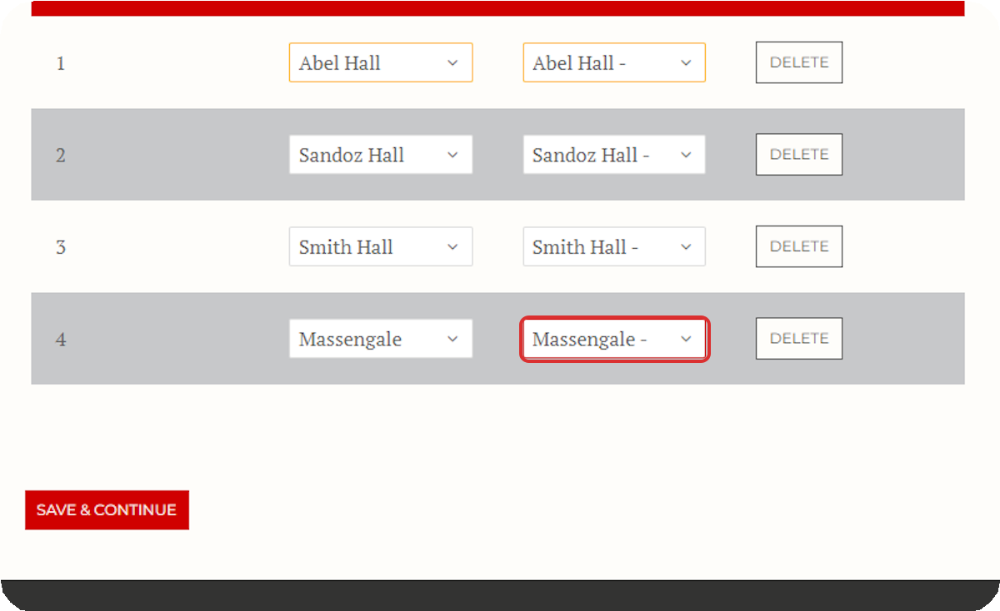 1 Abel Hall Abel Hall - DELETE
2 Sandoz Hall Sandoz Hall - DELETE
3 Smith Hall Smith Hall - DELETE
4 Massengale Massengale - DELETE
SAVE & CONTINUE